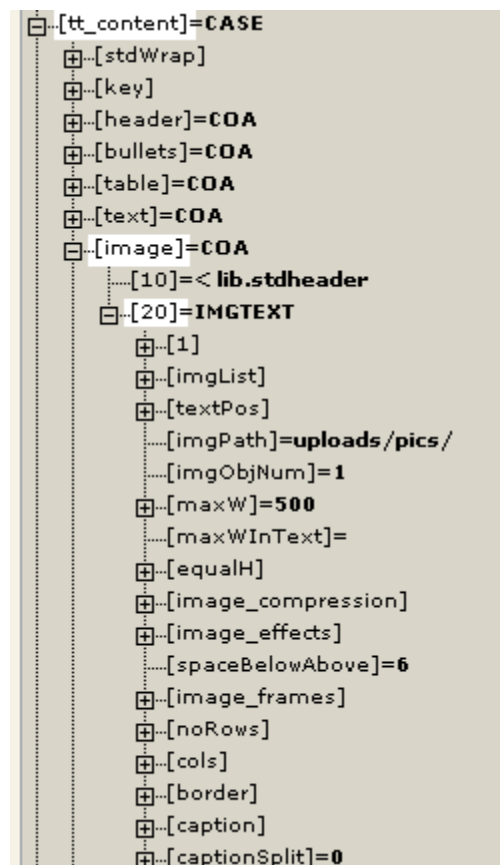 [tt_content]=CASE
[stdWrap]
[key]
[header]=COA
[bullets]=COA
[table]=COA
[text]=COA
[image]=COA
[10]=< lib.stdheader
[20]=IMGTEXT
[1]
[imgList]
[textPos]
[imgPath]=uploads/pics/
[imgObjNum]=1
[maxW]=500
[maxWInText]=
[equalH]
[image_compression]
[image_effects]
[spaceBelowAbove]=6
[image_frames]
[noRows]
[cols]
[border]
[caption]
[captionSplit]=0